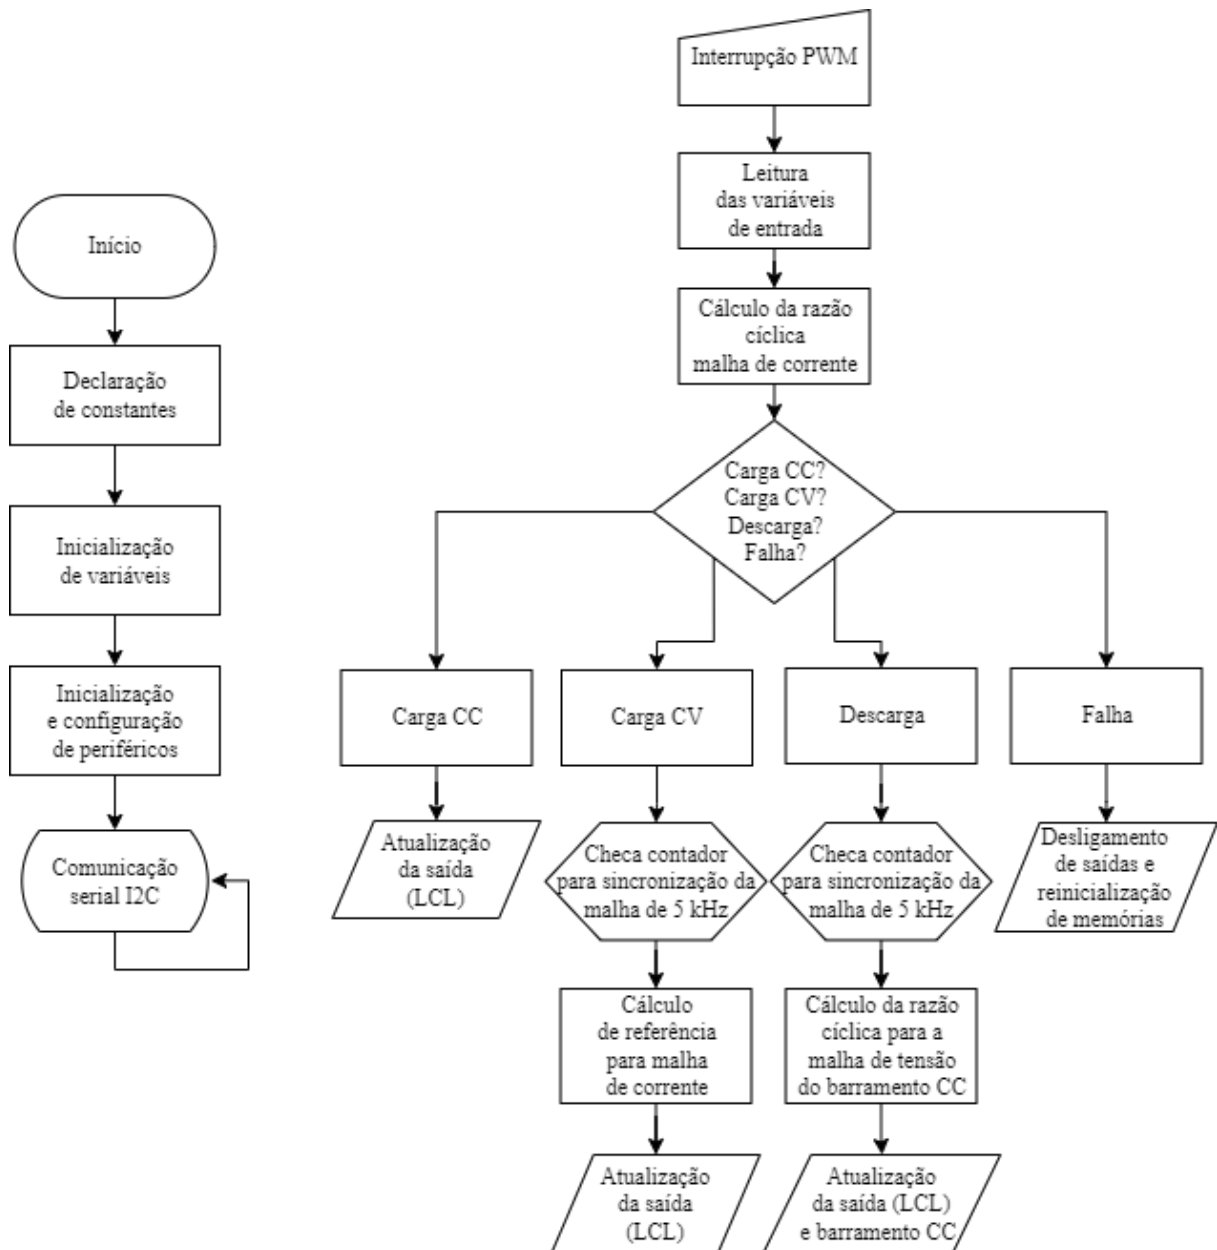 Início
Declaração
de constantes
Inicialização
de variáveis
Inicialização
e configuração
de periféricos
Comunicação
serial I2C
Interrupção PWM
Leitura
das variáveis
de entrada
Cálculo da razão
cíclica
malha de corrente
Carga CC?
Carga CV?
Descarga?
Falha?
Carga CC
Atualização
da saída
(LCL)
Carga CV
Checa contador
para sincronização da
malha de 5 kHz
Cálculo
de referência
para malha
de corrente
Atualização
da saída
(LCL)
Descarga
Checa contador
para sincronização da
malha de 5 kHz
Cálculo da razão
cíclica para a
malha de tensão
do barramento CC
Atualização
da saída (LCL)
e barramento CC
Falha
Desligamento
de saídas e
reinicialização
de memórias